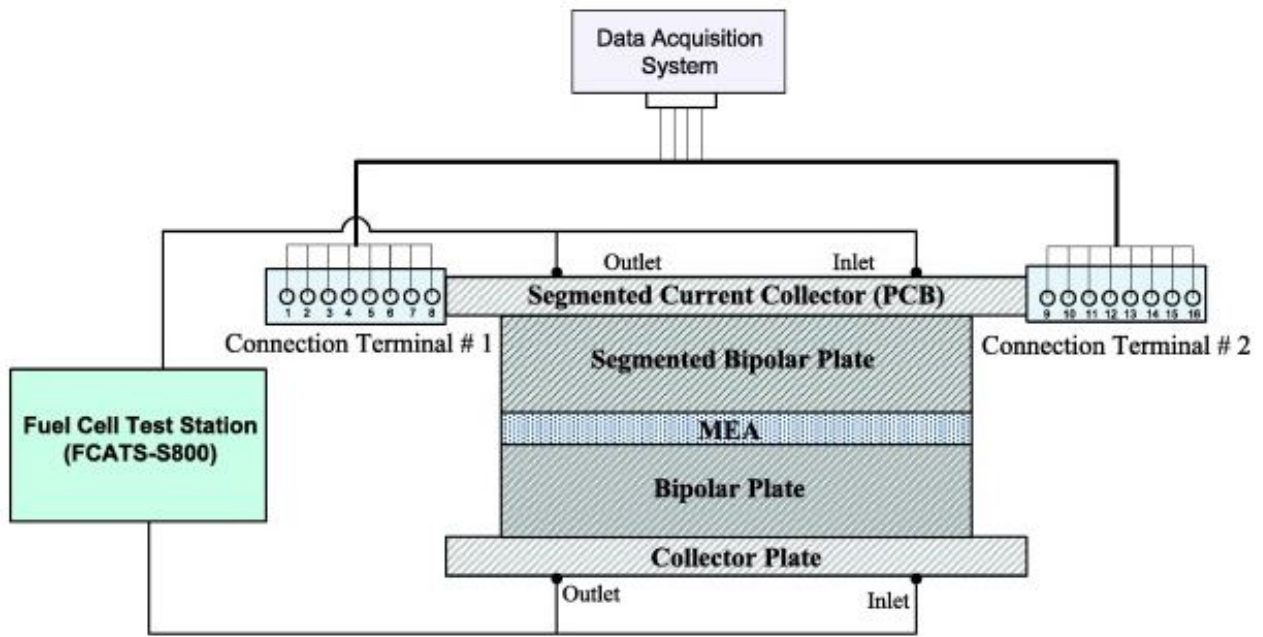 Data Acquisition
System
Outlet
Inlet
Segmented Current Collector (PCB)
1 2 3 4 5 6 7 8
9 10 11 12 13 14 15 16
Connection Terminal # 1
Connection Terminal # 2
Segmented Bipolar Plate
Fuel Cell Test Station
(FCATS-S800)
MEA
Bipolar Plate
Collector Plate
Outlet
Inlet